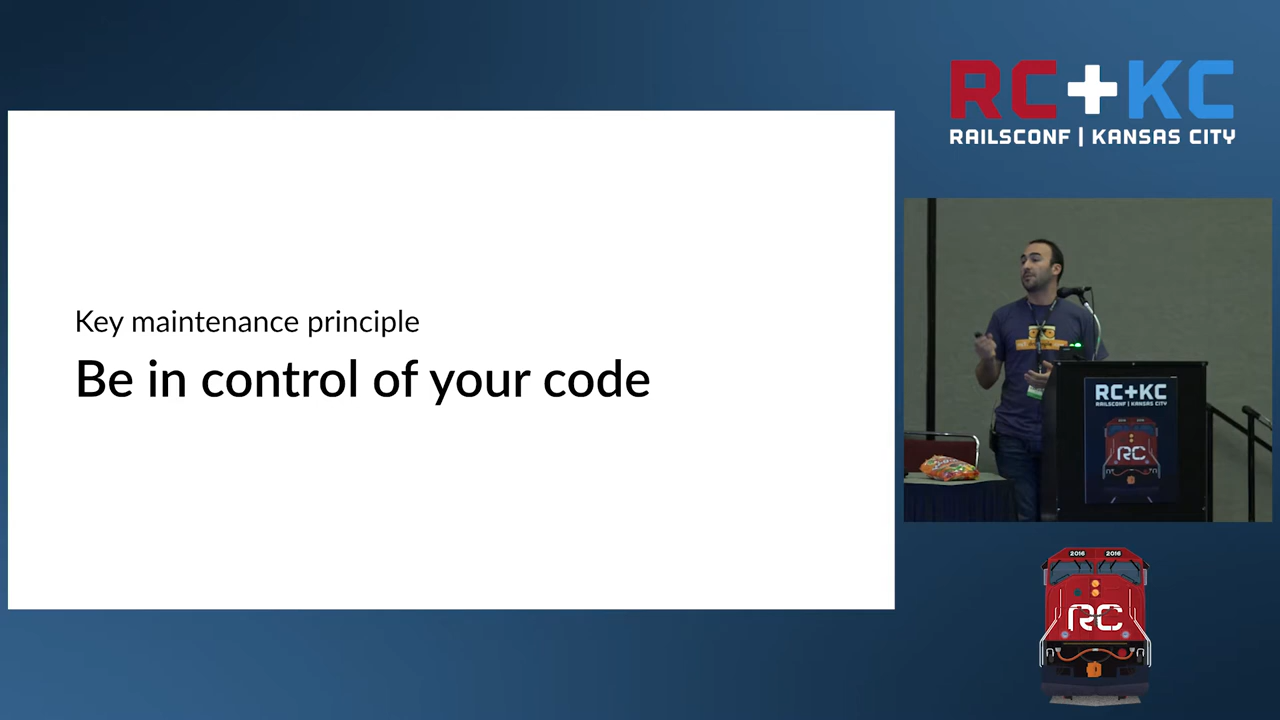 RC+KC
RAILSCONF | KANSAS CITY
Key maintenance principle
Be in control of your code
RC+KC
RAILSCONF | KANSAS CITY
RC
2016 2016
RC